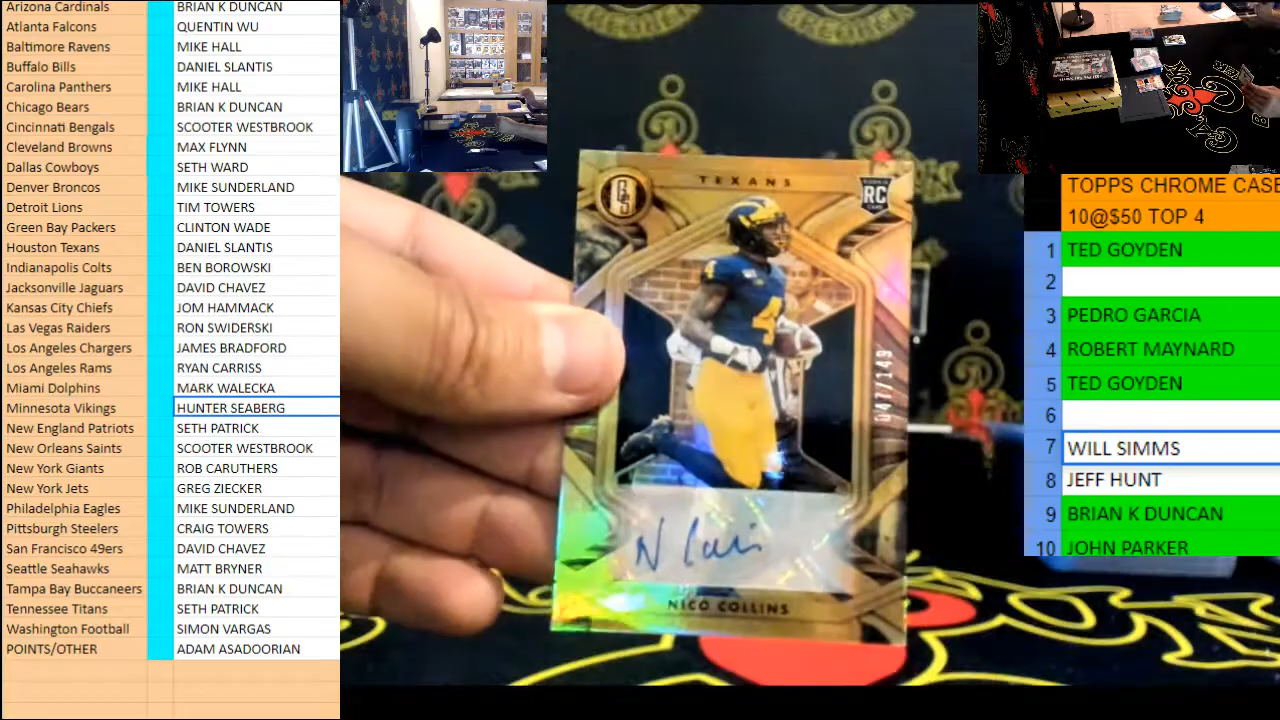 Arizona Cardinals BRIAN K DUNCAN
Atlanta Falcons QUENTIN WU
Baltimore Ravens MIKE HALL
Buffalo Bills DANIEL SLANTIS
Carolina Panthers MIKE HALL
Chicago Bears BRIAN K DUNCAN
Cincinnati Bengals SCOOTER WESTBROOK
Cleveland Browns MAX FLYNN
Dallas Cowboys SETH WARD
Denver Broncos MIKE SUNDERLAND
Detroit Lions TIM TOWERS
Green Bay Packers CLINTON WADE
Houston Texans DANIEL SLANTIS
Indianapolis Colts BEN BOROWSKI
Jacksonville Jaguars DAVID CHAVEZ
Kansas City Chiefs JOM HAMMACK
Las Vegas Raiders RON SWIDERSKI
Los Angeles Chargers JAMES BRADFORD
Los Angeles Rams RYAN CARRISS
Miami Dolphins MARK WALECKA
Minnesota Vikings HUNTER SEABERG
New England Patriots SETH PATRICK
New Orleans Saints SCOOTER WESTBROOK
New York Giants ROB CARUTHERS
New York Jets GREG ZIECKER
Philadelphia Eagles MIKE SUNDERLAND
Pittsburgh Steelers CRAIG TOWERS
San Francisco 49ers DAVID CHAVEZ
Seattle Seahawks MATT BRYNER
Tampa Bay Buccaneers BRIAN K DUNCAN
Tennessee Titans SETH PATRICK
Washington Football SIMON VARGAS
POINTS/OTHER ADAM ASADOORIAN
TEXANS
RC
4
4
047/149
NICO COLLINS
TOPPS CHROME CASE
10@$50 TOP 4
1 TED GOYDEN
2
3 PEDRO GARCIA
4 ROBERT MAYNARD
5 TED GOYDEN
6
7 WILL SIMMS
8 JEFF HUNT
9 BRIAN K DUNCAN
10 JOHN PARKER